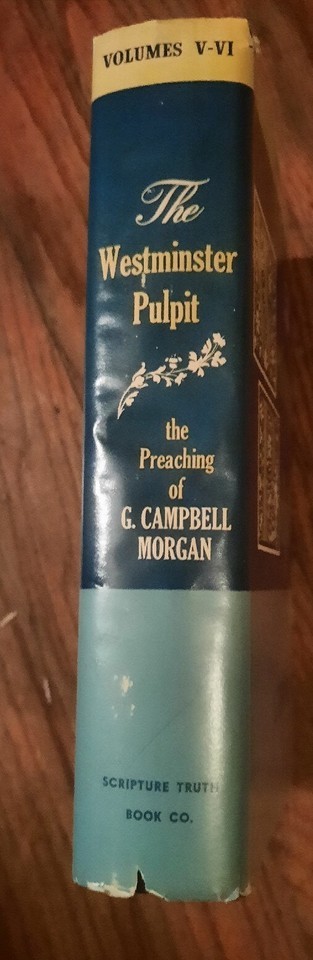 VOLUMES V-VI
The
Westminster
Pulpit
the
Preaching
of
G. CAMPBELL
MORGAN
SCRIPTURE TRUTH
BOOK CO.